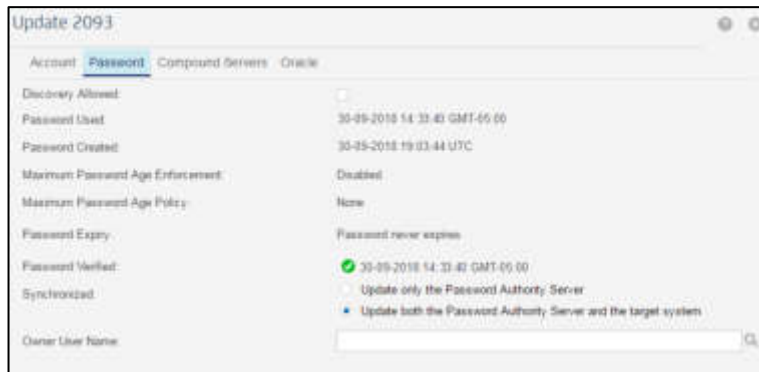 Update 2093
Account Password Compound Servers Oracle
Discovery Allowed:
Password Used: 30-09-2018 14:33:40 GMT-05:00
Password Created: 30-09-2018 19:03:44 UTC
Maximum Password Age Enforcement: Disabled
Maximum Password Age Policy: None
Password Expiry: Password never expires
Password Verified: 30-09-2018 14:33:40 GMT-05:00
Synchronized: Update only the Password Authority Server
Update both the Password Authority Server and the target system
Owner User Name: